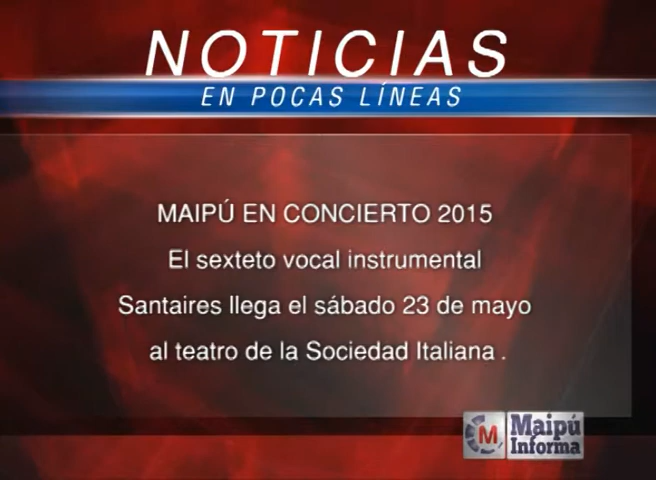 NOTICIAS
EN POCAS LÍNEAS
MAIPÚ EN CONCIERTO 2015
El sexteto vocal instrumental
Santaires llega el sábado 23 de mayo
al teatro de la Sociedad Italiana .
M Maipú
Informa